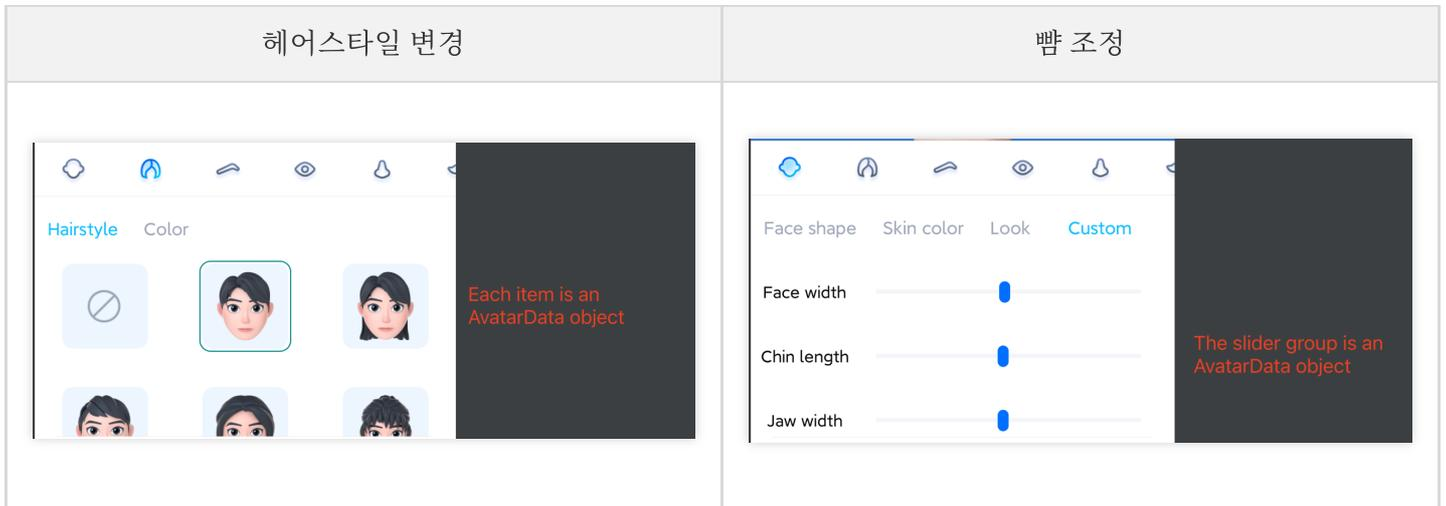 헤어스타일 변경
뺨 조정
Hairstyle Color
Each item is an
AvatarData object
Face shape Skin color Look Custom
Face width
Chin length
Jaw width
The slider group is an
AvatarData object